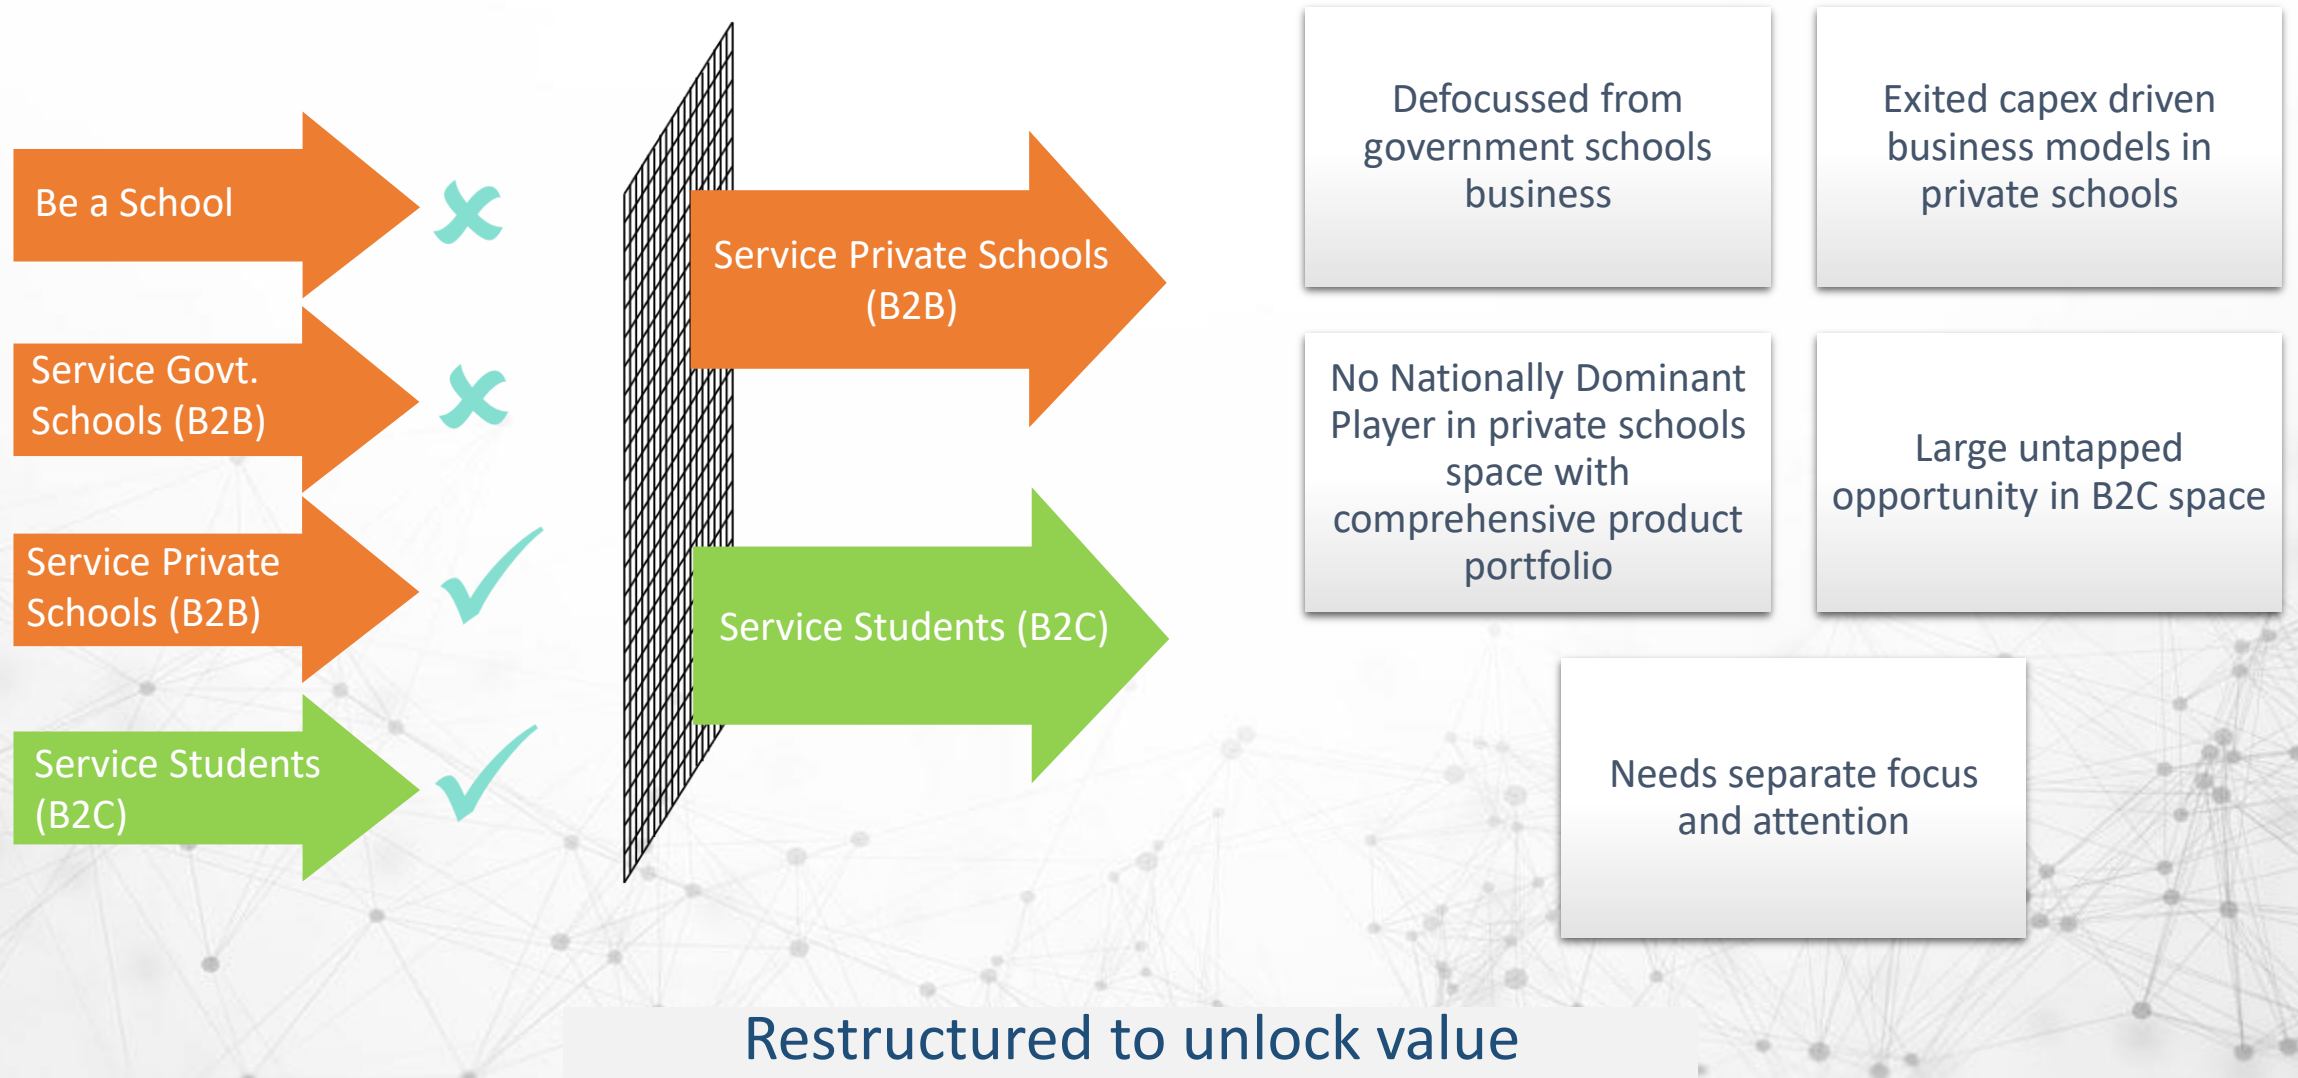 Be a School
Service Govt.
Schools (B2B)
Service Private
Schools (B2B)
Service Students
(B2C)
Service Private Schools
(B2B)
Service Students (B2C)
Defocussed from
government schools
business
Exited capex driven
business models in
private schools
No Nationally Dominant
Player in private schools
space with
comprehensive product
portfolio
Large untapped
opportunity in B2C space
Needs separate focus
and attention
Restructured to unlock value